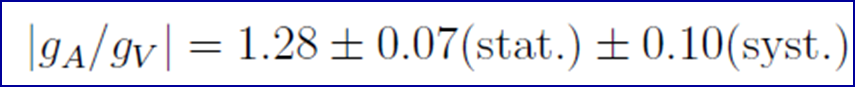 |g_A/g_V| = 1.28 ± 0.07(stat.) ± 0.10(syst.)